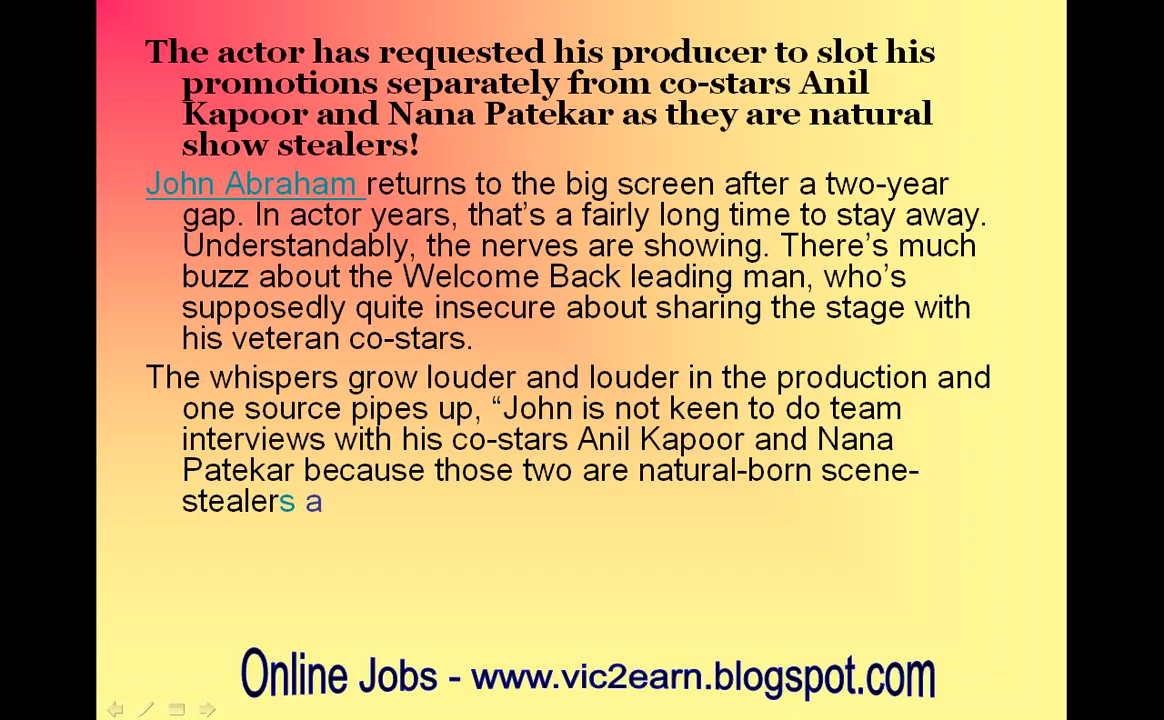 The actor has requested his producer to slot his
promotions separately from co-stars Anil
Kapoor and Nana Patekar as they are natural
show stealers!
John Abraham returns to the big screen after a two-year
gap. In actor years, that’s a fairly long time to stay away.
Understandably, the nerves are showing. There’s much
buzz about the Welcome Back leading man, who’s
supposedly quite insecure about sharing the stage with
his veteran co-stars.
The whispers grow louder and louder in the production and
one source pipes up, “John is not keen to do team
interviews with his co-stars Anil Kapoor and Nana
Patekar because those two are natural-born scene-
stealers a
Online Jobs - www.vic2earn.blogspot.com